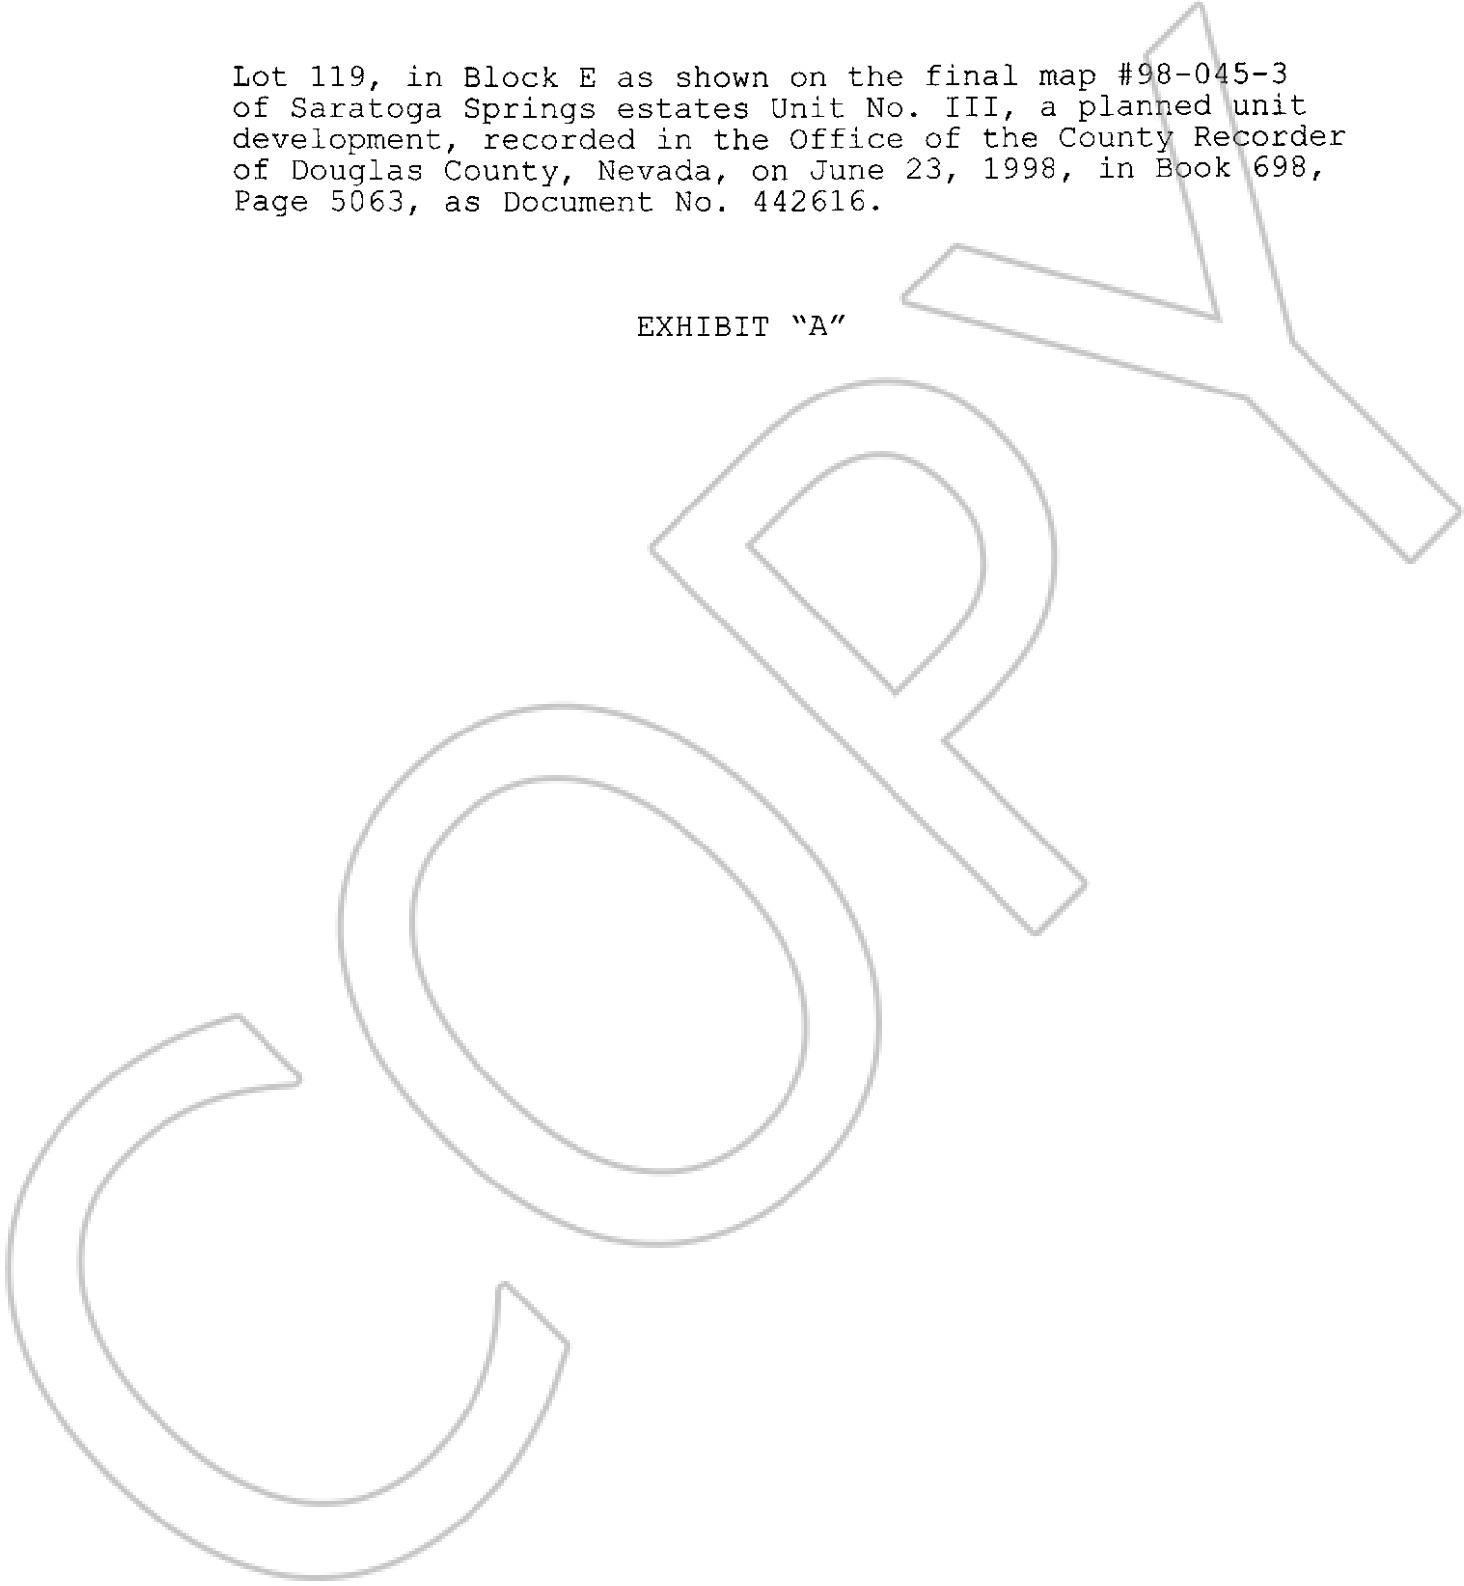 Lot 119, in Block E as shown on the final map #98-045-3
of Saratoga Springs estates Unit No. III, a planned unit
development, recorded in the Office of the County Recorder
of Douglas County, Nevada, on June 23, 1998, in Book 698,
Page 5063, as Document No. 442616.
EXHIBIT “A”
COPY